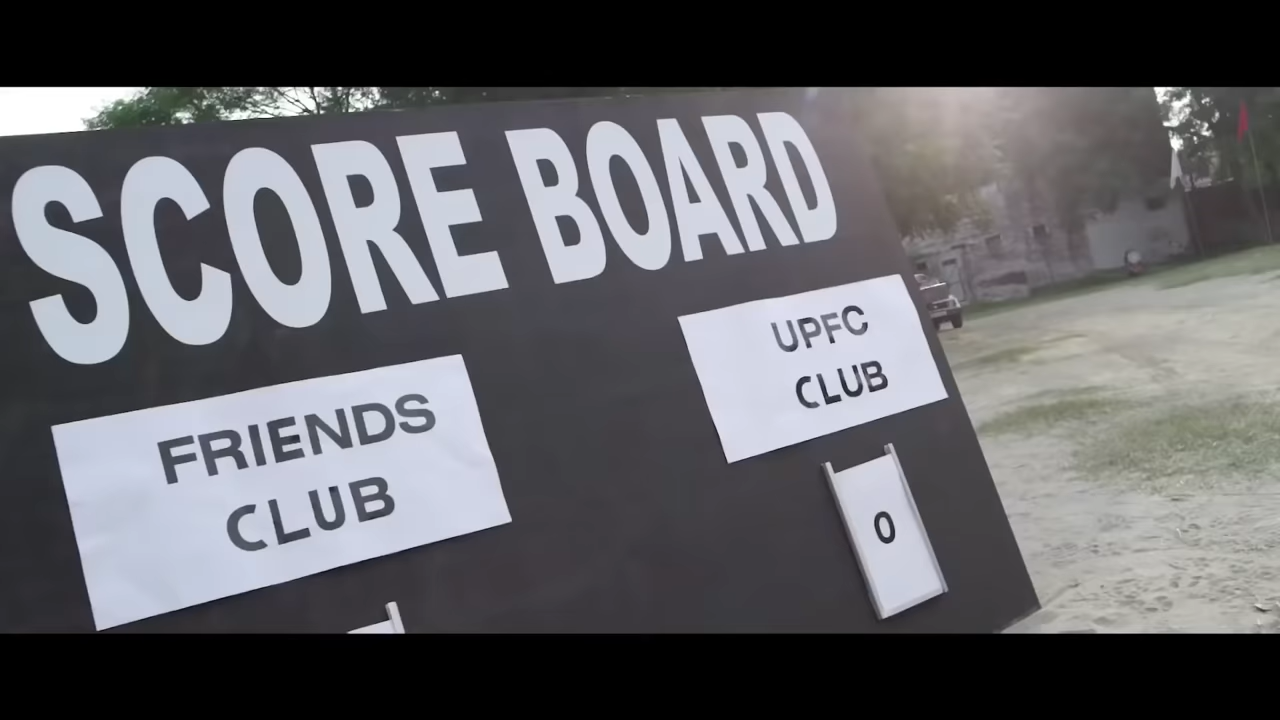 SCORE BOARD
FRIENDS
CLUB
UPFC
CLUB
0